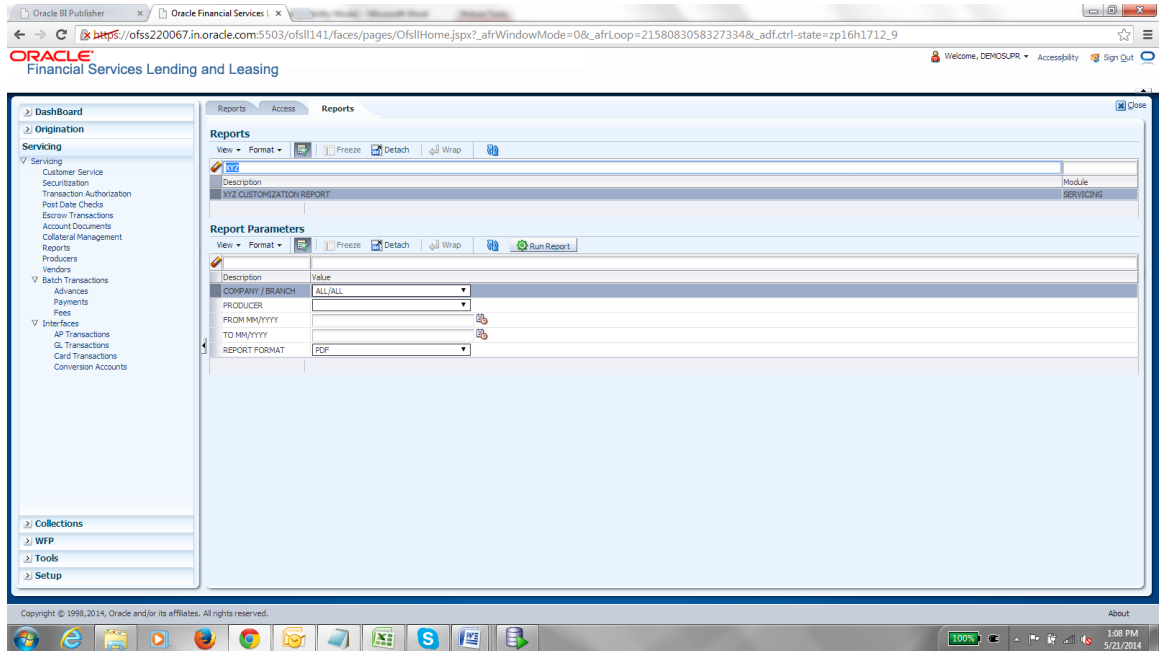 Oracle BI Publisher
Oracle Financial Services L
https://ofss220067.in.oracle.com:5503/ofsll141/faces/pages/OfsllHome.jspx?_afrWindowMode=0&_afrLoop=21580830583273348&_adf.ctrl-state=zp16h1712_9
ORACLE
Financial Services Lending and Leasing
Welcome, DEMOSUPR Accessibility Sign Out
DashBoard
Origination
Servicing
Servicing
Customer Service
Securitization
Transaction Authorization
Post Date Checks
Escrow Transactions
Account Documents
Collateral Management
Reports
Producers
Vendors
Batch Transactions
Advances
Payments
Fees
Interfaces
AP Transactions
GL Transactions
Card Transactions
Conversion Accounts
Collections
WFP
Tools
Setup
Reports Access Reports
Close
Reports
View Format Freeze Detach Wrap
XYZ
Description Module
XYZ CUSTOMIZATION REPORT SERVICING
Report Parameters
View Format Freeze Detach Wrap Run Report
Description Value
COMPANY / BRANCH ALL/ALL
PRODUCER
FROM MM/YYYY
TO MM/YYYY
REPORT FORMAT PDF
Copyright © 1998,2014, Oracle and/or its affiliates. All rights reserved.
About
100%
1:08 PM
5/21/2014